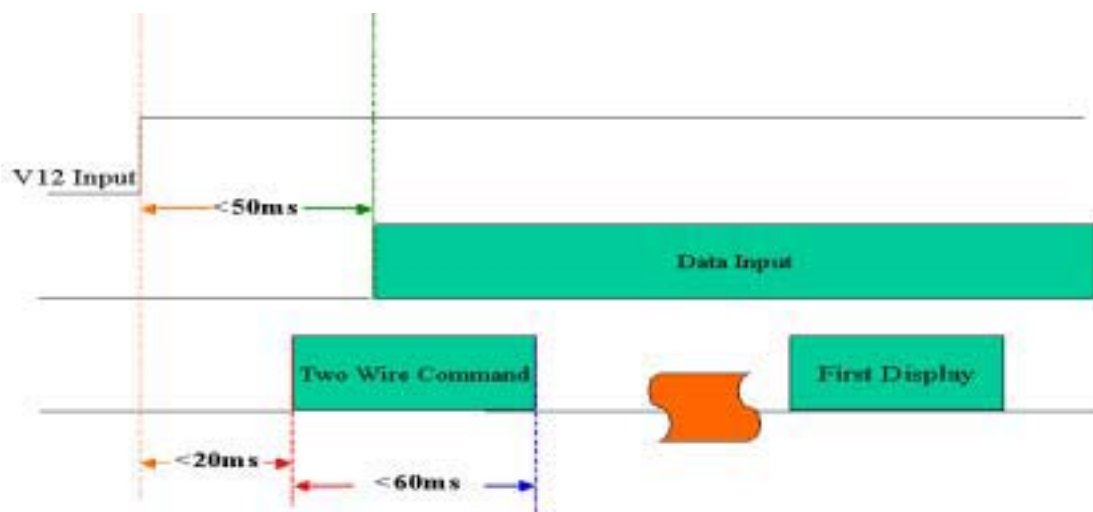 V12 Input
<50ms
Data Input
Two Wire Command
First Display
<20ms
<60ms